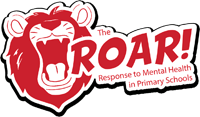 The
ROAR!
Response to Mental Health
in Primary Schools